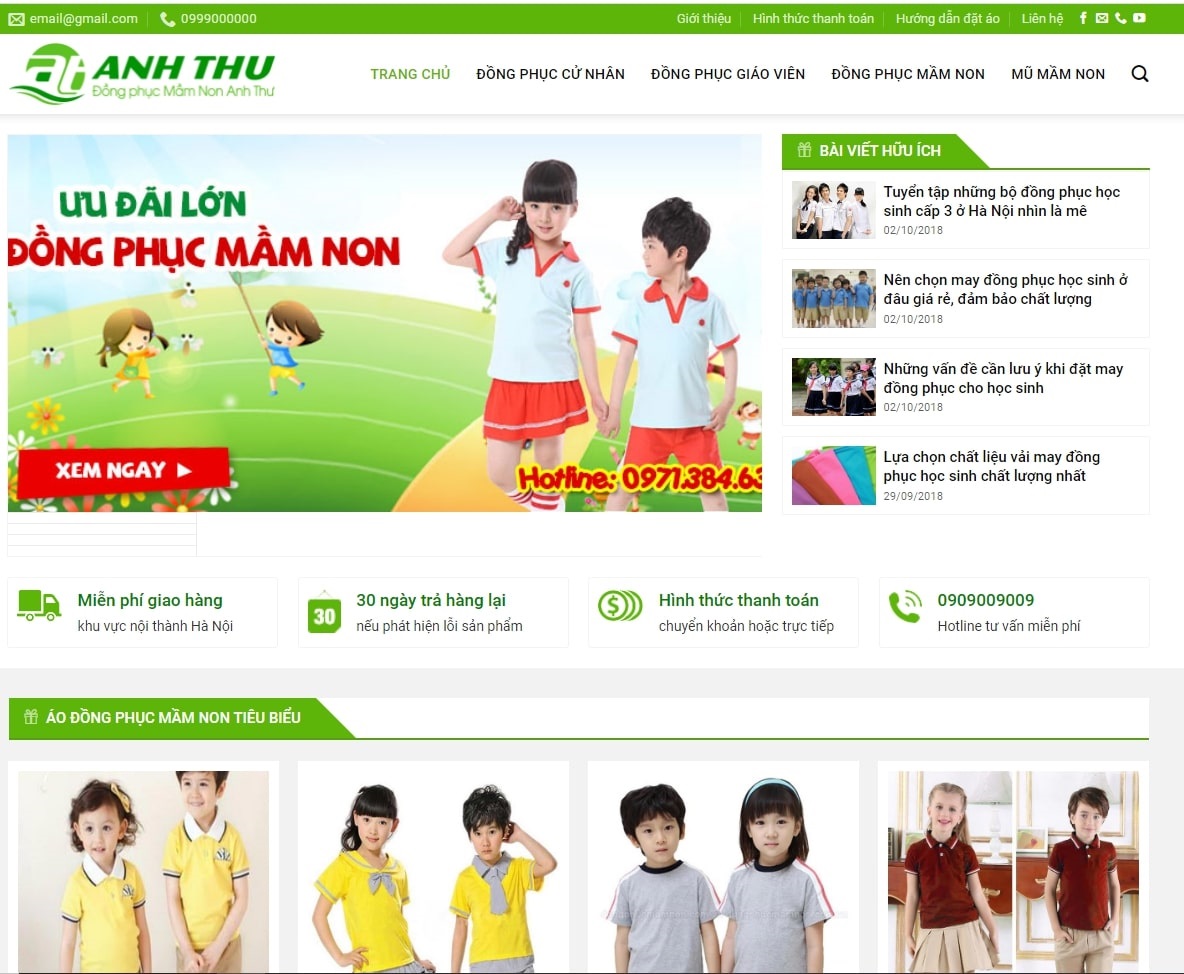 email@gmail.com
0999000000
Giới thiệu
Hình thức thanh toán
Hướng dẫn đặt áo
Liên hệ
ANH THƯ
Đồng phục Mầm Non Anh Thư
TRANG CHỦ
ĐỒNG PHỤC CỬ NHÂN
ĐỒNG PHỤC GIÁO VIÊN
ĐỒNG PHỤC MẦM NON
MŨ MẦM NON
ƯU ĐÃI LỚN
ĐỒNG PHỤC MẦM NON
XEM NGAY
Hotline: 0971.384.63
BÀI VIẾT HỮU ÍCH
Tuyển tập những bộ đồng phục học
sinh cấp 3 ở Hà Nội nhìn là mê
02/10/2018
Nên chọn may đồng phục học sinh ở
đâu giá rẻ, đảm bảo chất lượng
02/10/2018
Những vấn đề cần lưu ý khi đặt may
đồng phục cho học sinh
02/10/2018
Lựa chọn chất liệu vải may đồng
phục học sinh chất lượng nhất
29/09/2018
Miễn phí giao hàng
khu vực nội thành Hà Nội
30
30 ngày trả hàng lại
nếu phát hiện lỗi sản phẩm
Hình thức thanh toán
chuyển khoản hoặc trực tiếp
0909009009
Hotline tư vấn miễn phí
ÁO ĐỒNG PHỤC MẦM NON TIÊU BIỂU